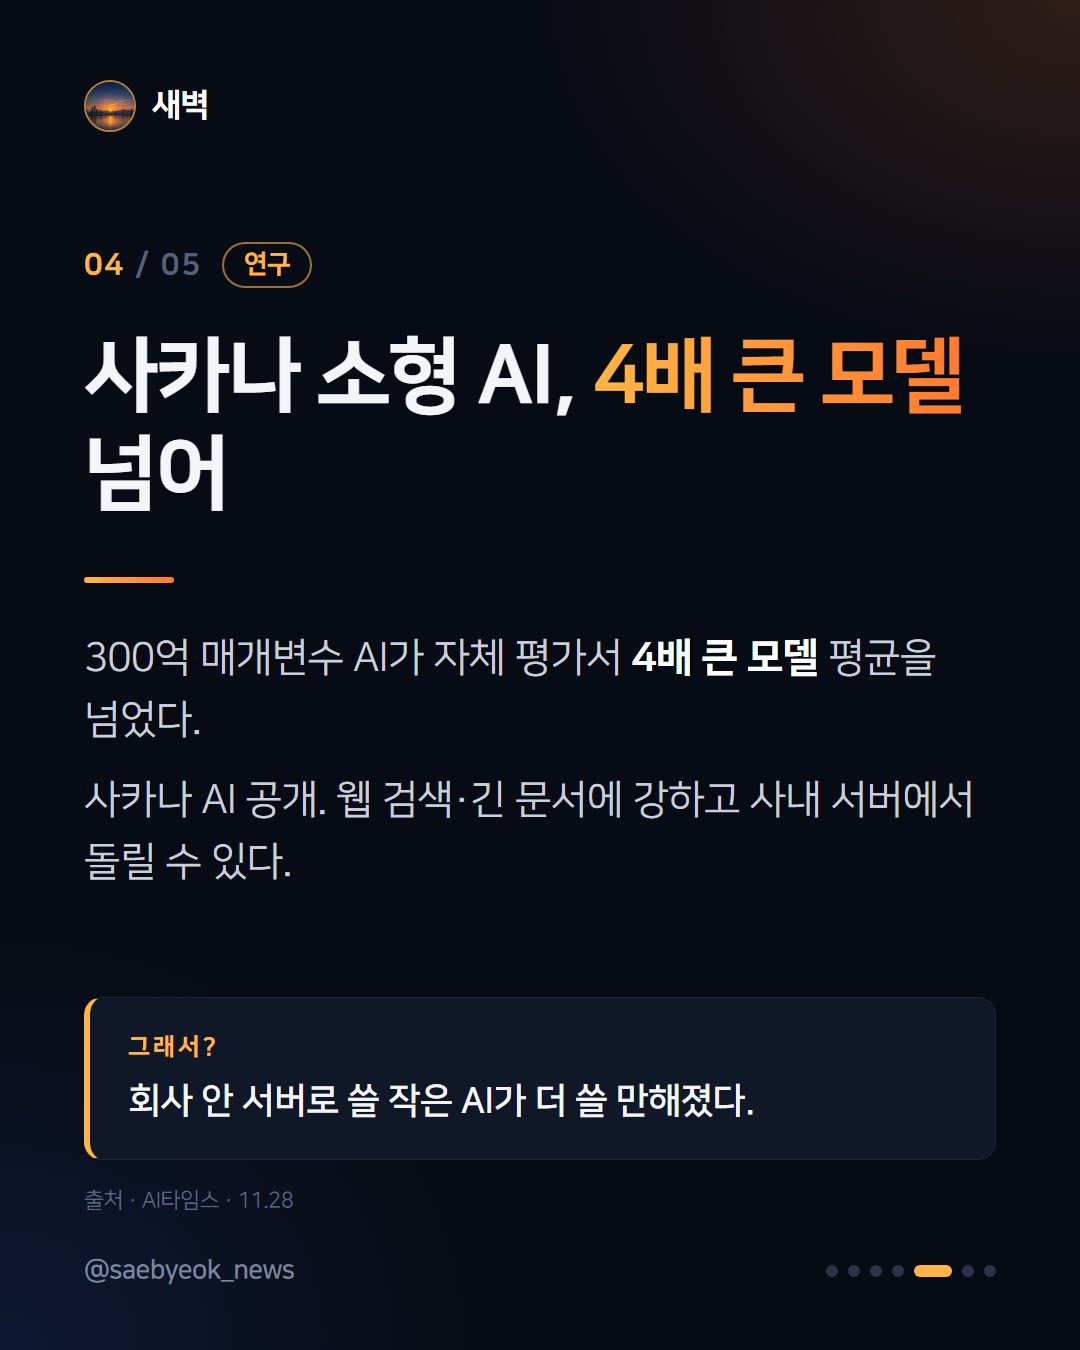 새벽
04 / 05 연구
사카나 소형 AI, 4배 큰 모델
넘어
300억 매개변수 AI가 자체 평가서 4배 큰 모델 평균을
넘었다.
사카나 AI 공개. 웹 검색·긴 문서에 강하고 사내 서버에서
돌릴 수 있다.
그래서?
회사 안 서버로 쓸 작은 AI가 더 쓸 만해졌다.
출처 · AI타임스 · 11.28
@saebyeok_news